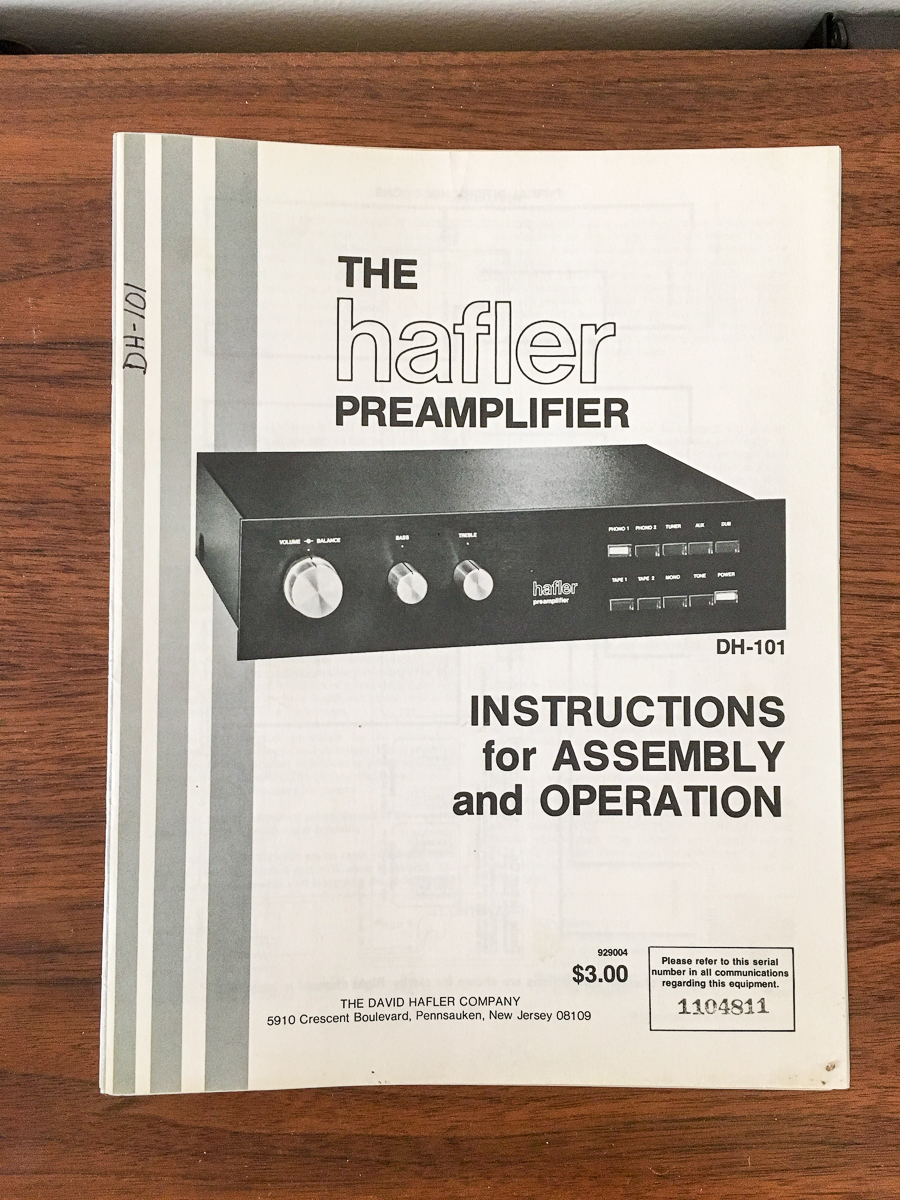 DH-101
THE
hafler
PREAMPLIFIER
VOLUME BALANCE
BASS
TREBLE
PHONO 1 PHONO 2 TUNER AUX DUB
TAPE 1 TAPE 2 MONO TONE POWER
hafler
preamplifier
DH-101
INSTRUCTIONS
for ASSEMBLY
and OPERATION
929004
$3.00
THE DAVID HAFLER COMPANY
5910 Crescent Boulevard, Pennsauken, New Jersey 08109
Please refer to this serial
number in all communications
regarding this equipment.
1104811